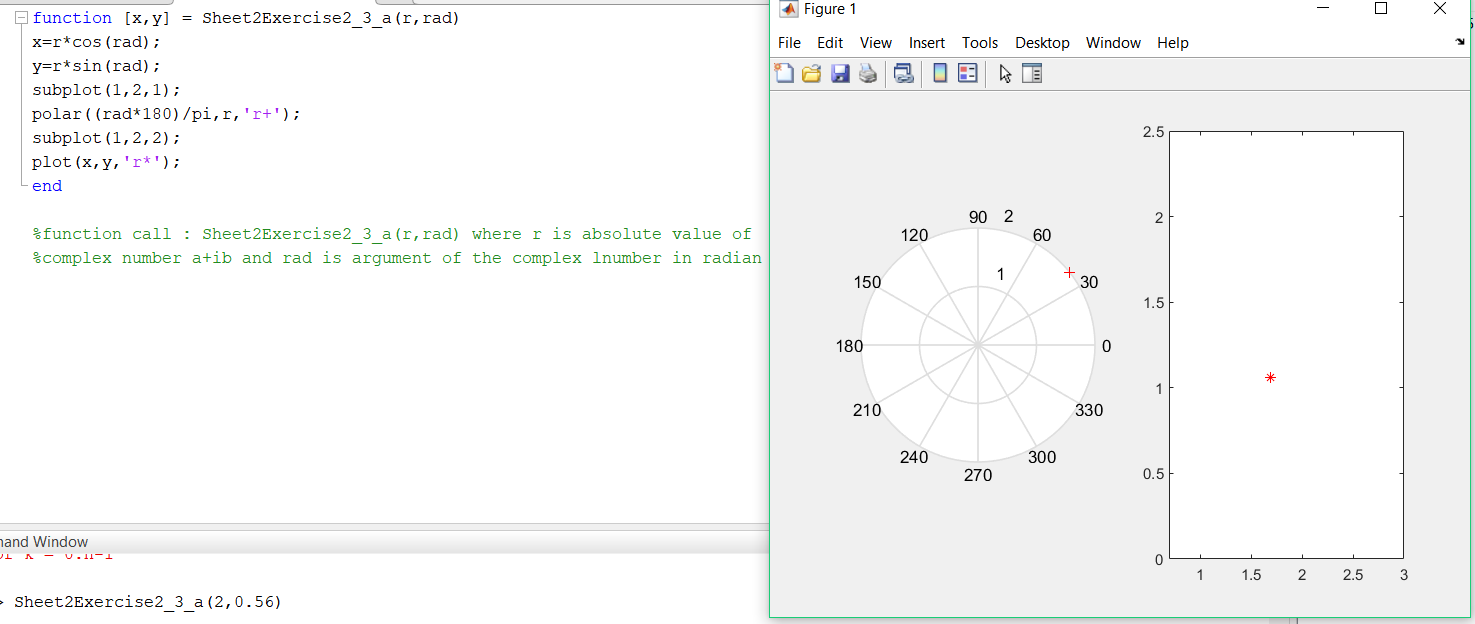 function [x,y] = Sheet2Exercise2_3_a(r,rad)
x=r*cos(rad);
y=r*sin(rad);
subplot(1,2,1);
polar((rad*180)/pi,r,'r+');
subplot(1,2,2);
plot(x,y,'r*');
end
%function call : Sheet2Exercise2_3_a(r,rad) where r is absolute value of
%complex number a+ib and rad is argument of the complex lnumber in radian
mand Window
> Sheet2Exercise2_3_a(2,0.56)
Figure 1
File Edit View Insert Tools Desktop Window Help
90 2
120 60
1
150 30
180 0
210 330
240 300
270
2.5
2
1.5
1
0.5
0
1 1.5 2 2.5 3